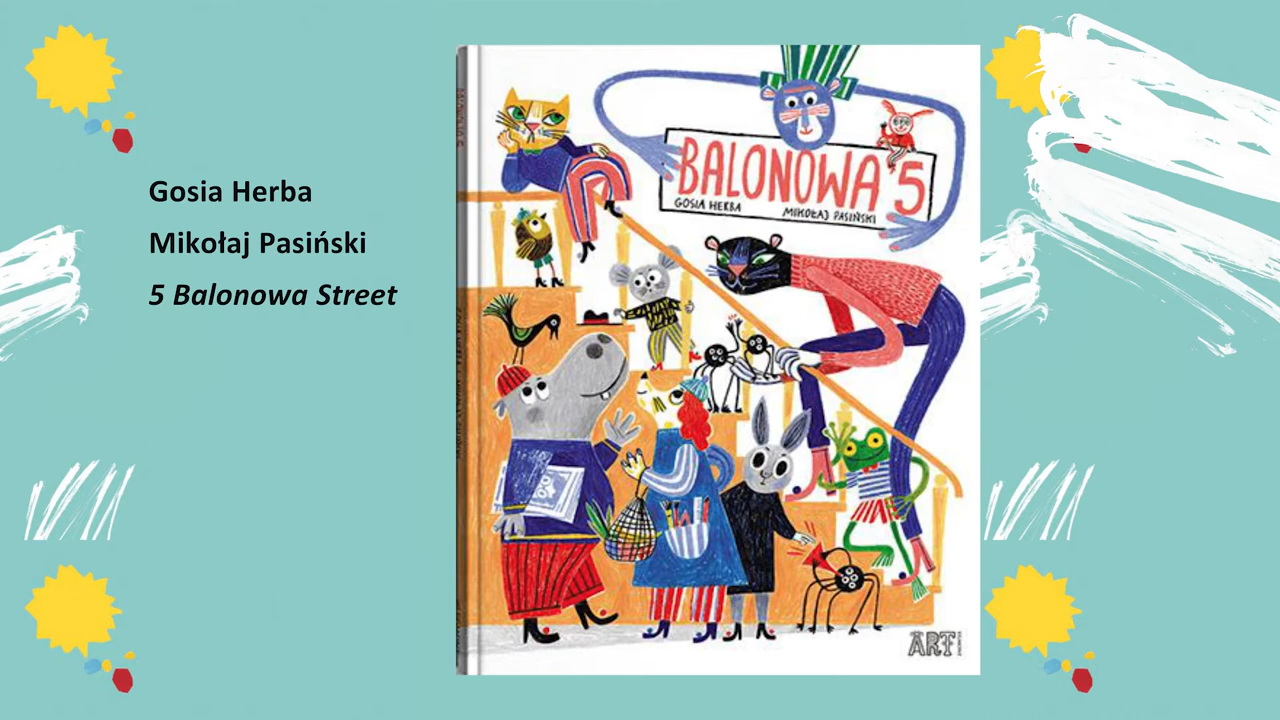 Gosia Herba
Mikołaj Pasiński
5 Balonowa Street
BALONOWA 5
GOSIA HERBA MIKOŁAJ PASIŃSKI
ART